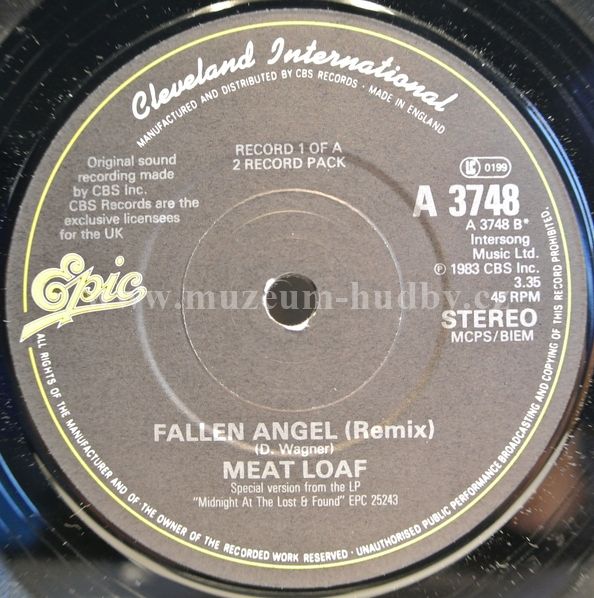 Cleveland International
MANUFACTURED AND DISTRIBUTED BY CBS RECORDS · MADE IN ENGLAND
RECORD 1 OF A
2 RECORD PACK
Original sound
recording made
by CBS Inc.
CBS Records are the
exclusive licensees
for the UK
LC 0199
A 3748
A 3748 B*
Intersong
Music Ltd.
℗ 1983 CBS Inc.
3.35
45 RPM
STEREO
MCPS/BIEM
Epic
www.muzeum-hudby.cz
FALLEN ANGEL (Remix)
(D. Wagner)
MEAT LOAF
Special version from the LP
"Midnight At The Lost & Found" EPC 25243
ALL RIGHTS OF THE MANUFACTURER AND OF THE OWNER OF THE RECORDED WORK RESERVED · UNAUTHORISED PUBLIC PERFORMANCE BROADCASTING AND COPYING OF THIS RECORD PROHIBITED.